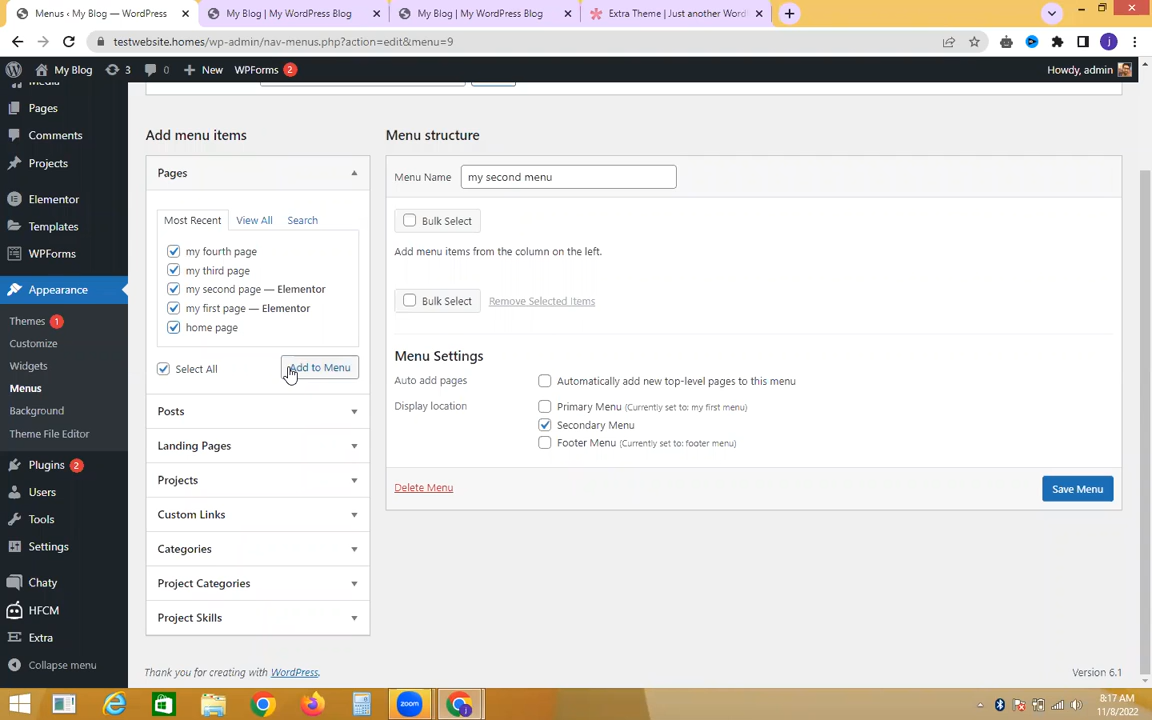 Menus ‹ My Blog — WordPress
My Blog | My WordPress Blog
My Blog | My WordPress Blog
Extra Theme | Just another Word
testwebsite.homes/wp-admin/nav-menus.php?action=edit&menu=9
My Blog 3 0 New WPForms 2 Howdy, admin
Media
Pages
Comments
Projects
Elementor
Templates
WPForms
Appearance
Themes 1
Customize
Widgets
Menus
Background
Theme File Editor
Plugins 2
Users
Tools
Settings
Chaty
HFCM
Extra
Collapse menu
Add menu items
Pages
Most Recent View All Search
my fourth page
my third page
my second page — Elementor
my first page — Elementor
home page
Select All Add to Menu
Posts
Landing Pages
Projects
Custom Links
Categories
Project Categories
Project Skills
Menu structure
Menu Name my second menu
Bulk Select
Add menu items from the column on the left.
Bulk Select Remove Selected Items
Menu Settings
Auto add pages Automatically add new top-level pages to this menu
Display location Primary Menu (Currently set to: my first menu)
Secondary Menu
Footer Menu (Currently set to: footer menu)
Delete Menu Save Menu
Thank you for creating with WordPress. Version 6.1
zoom
8:17 AM
11/8/2022